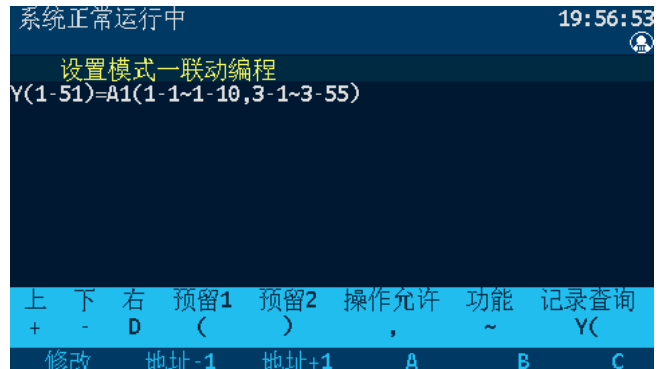 系统正常运行中 19:56:53
设置模式一联动编程
Y(1-51)=A1(1-1~1-10,3-1~3-55)
上 下 右 预留1 预留2 操作允许 功能 记录查询
+ - D ( ) , ~ Y(
修改 地址-1 地址+1 A B C